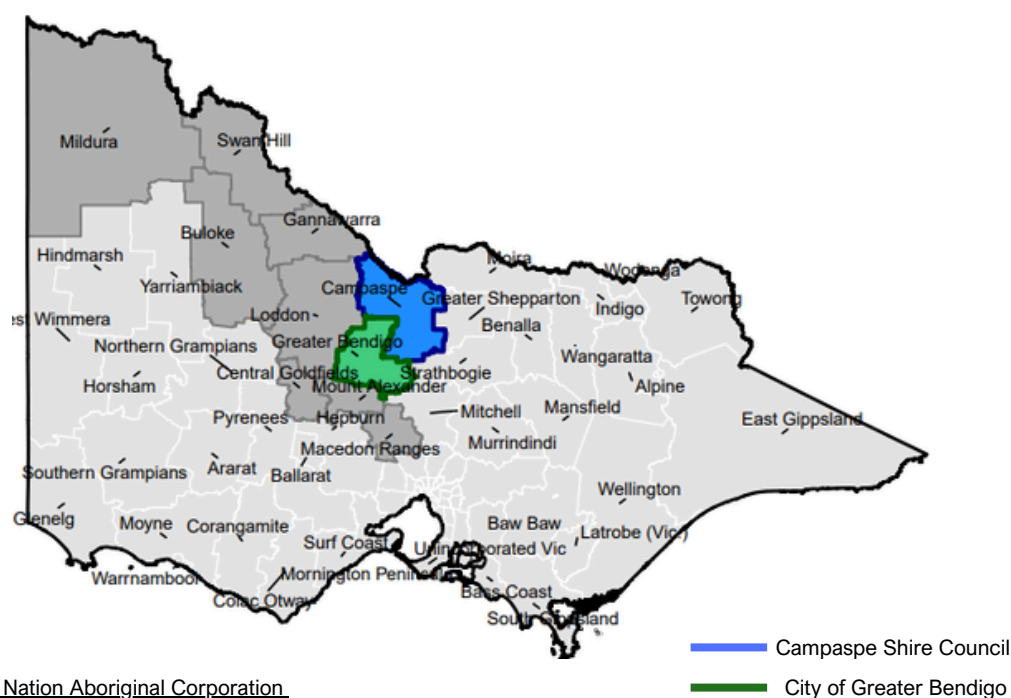 Mildura
Swan Hill
Gannawarra
Buloke
Hindmarsh
Moira
Wodonga
Yarriambiack
Campaspe
Greater Shepparton
Towong
Indigo
est Wimmera
Loddon
Benalla
Northern Grampians
Greater Bendigo
Wangaratta
Central Goldfields
Strathbogie
Horsham
Mount Alexander
Alpine
Pyrenees
Hepburn
Mitchell
Mansfield
East Gippsland
Macedon Ranges
Murrindindi
Southern Grampians
Ararat
Ballarat
Wellington
Glenelg
Moyne
Corangamite
Baw Baw
Latrobe (Vic.)
Surf Coast
Unincorporated Vic
Warrnambool
Mornington Peninsula
Colac Otway
Bass Coast
South Gippsland
Campaspe Shire Council
Nation Aboriginal Corporation
City of Greater Bendigo